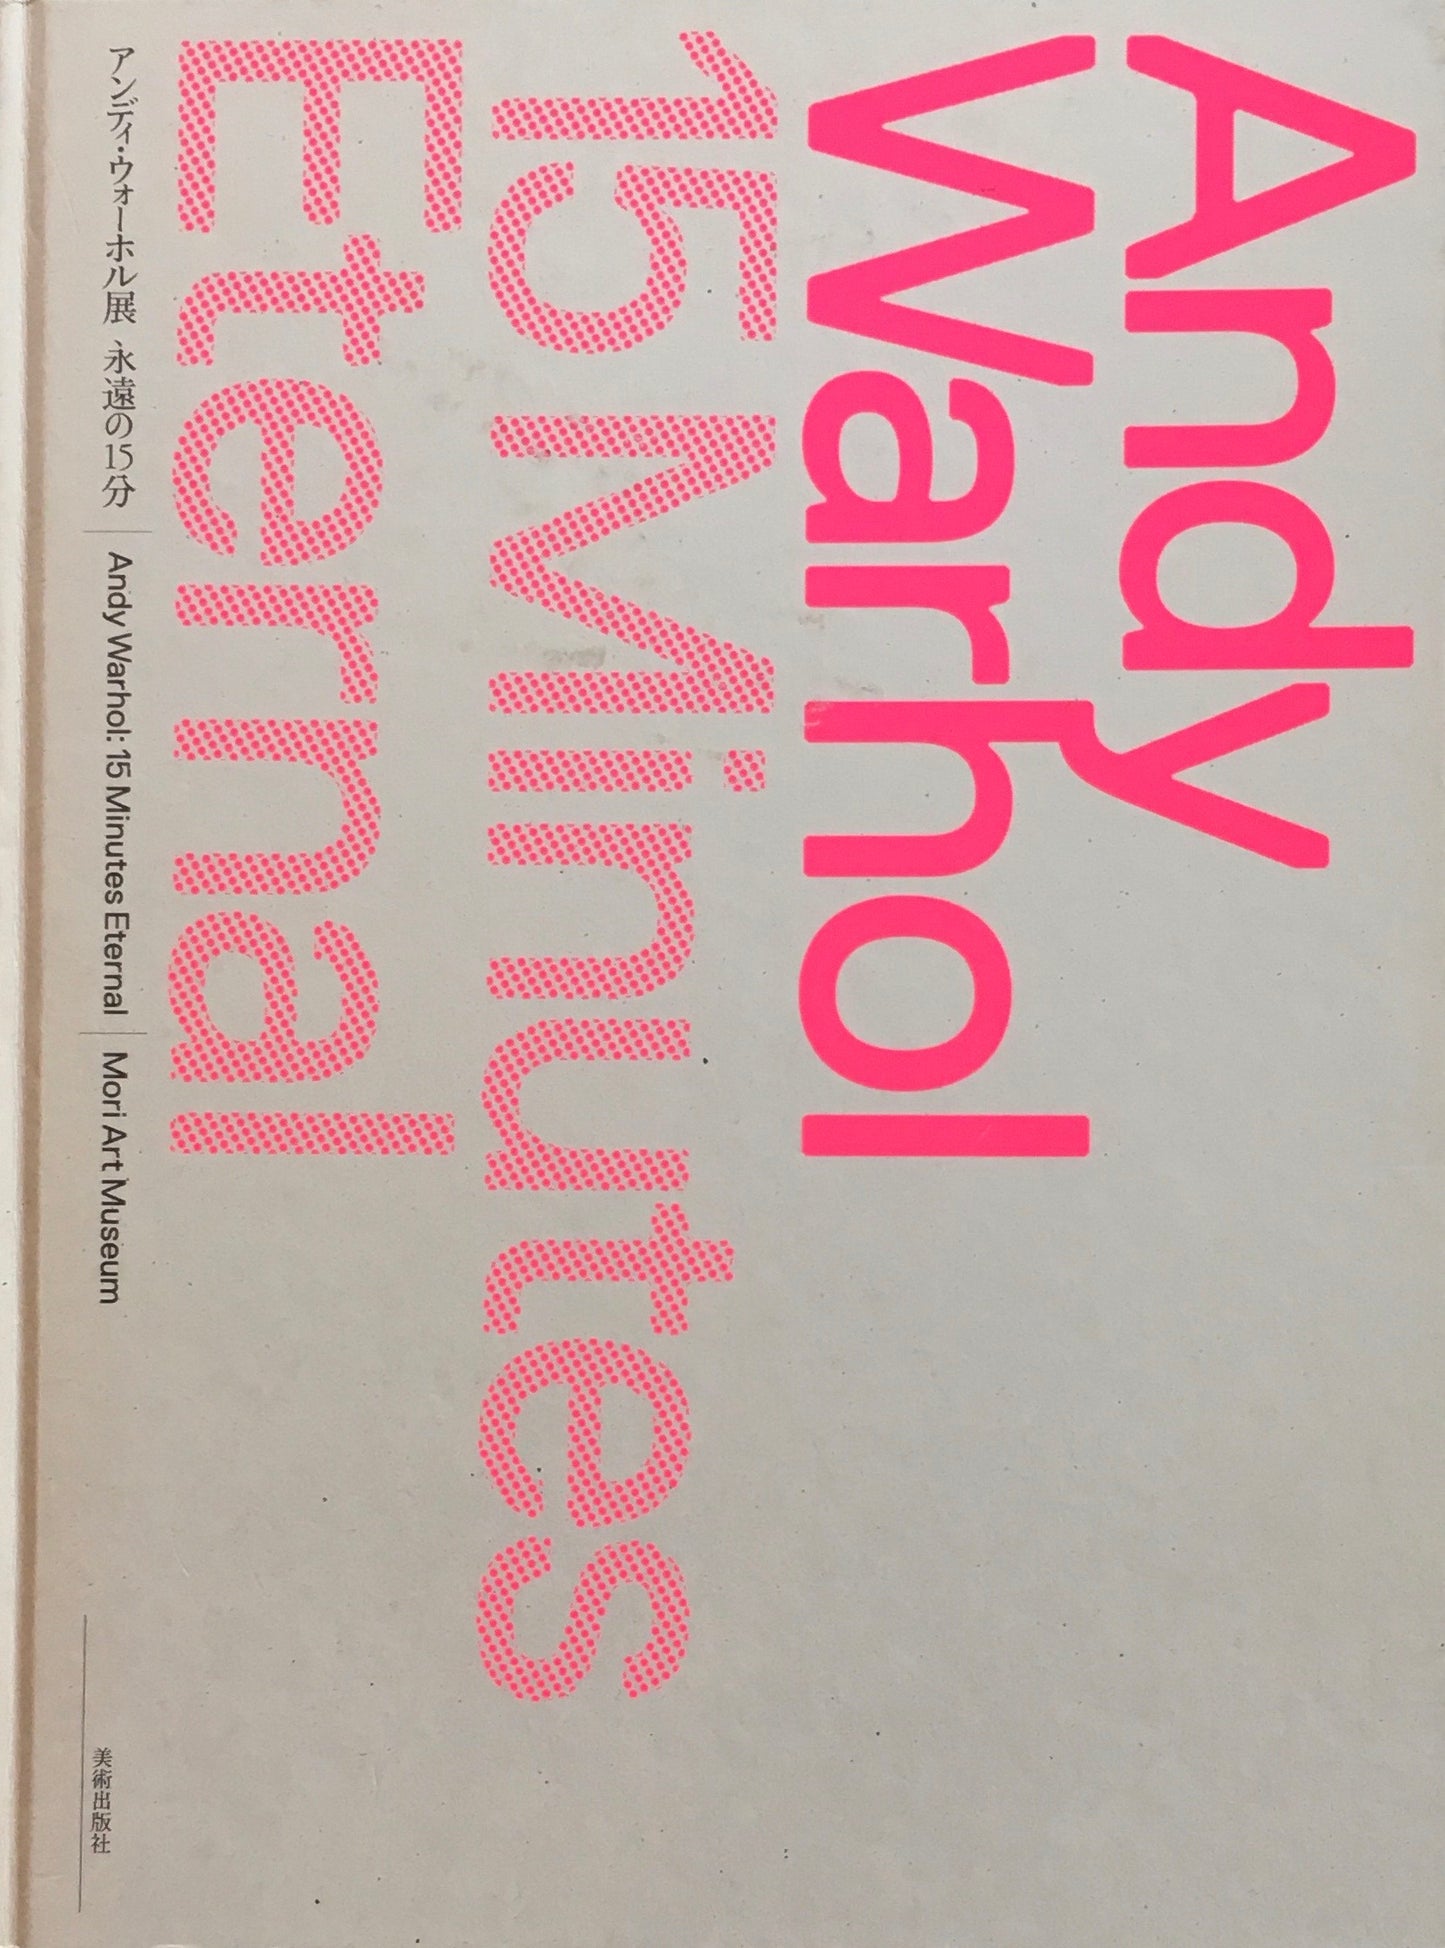 Andy
Warhol
15 Minutes
Eternal
アンディ・ウォーホル展 永遠の15分
Andy Warhol: 15 Minutes Eternal
Mori Art Museum
美術出版社